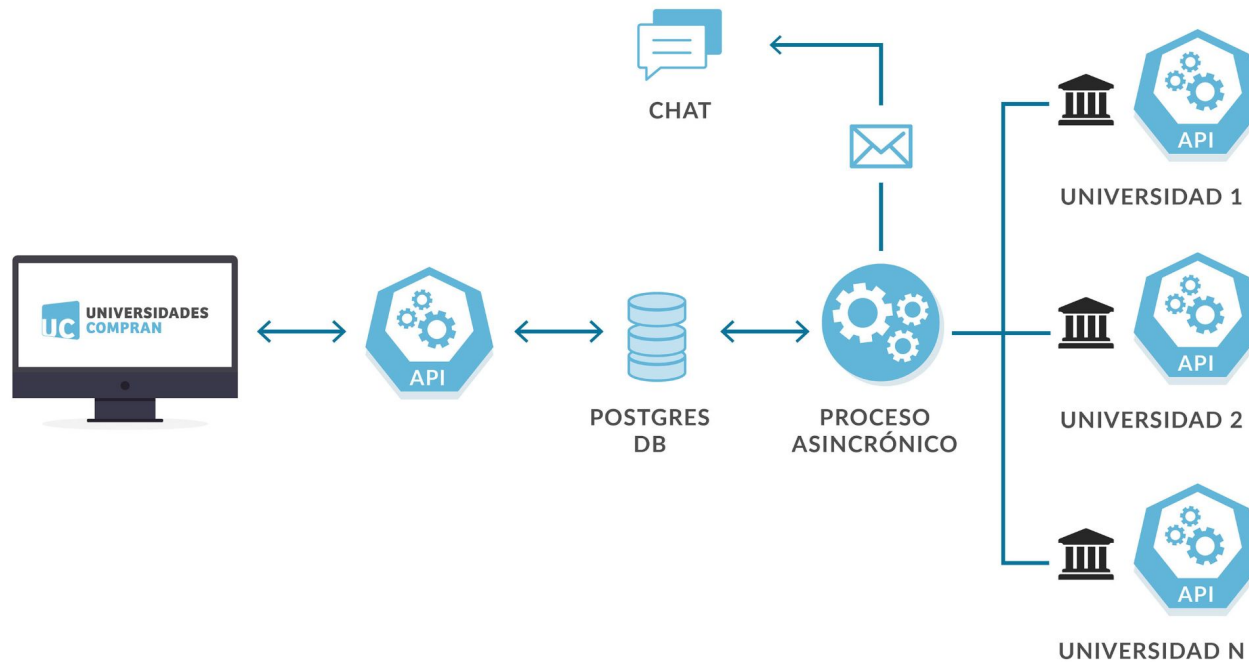 CHAT
API
UNIVERSIDAD 1
UC
UNIVERSIDADES
COMPRAN
API
POSTGRES
DB
PROCESO
ASINCRÓNICO
API
UNIVERSIDAD 2
API
UNIVERSIDAD N